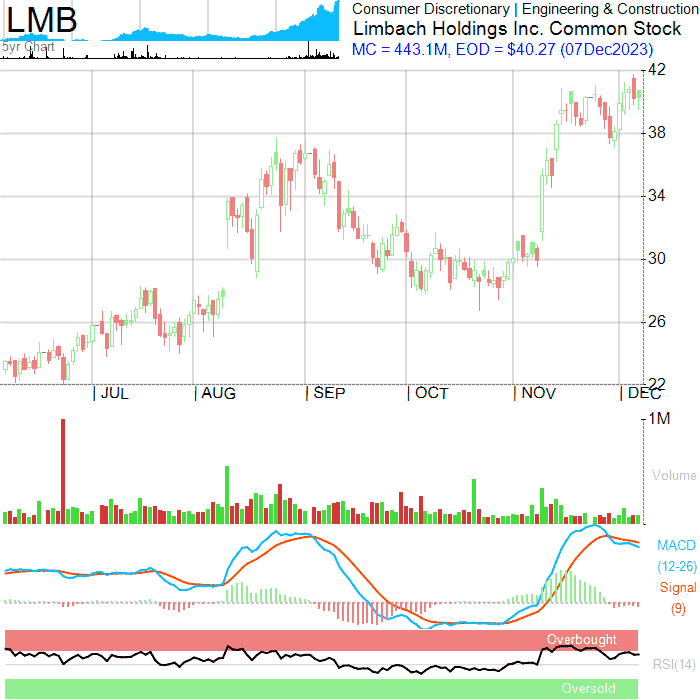 LMB
5yr Chart
Consumer Discretionary | Engineering & Construction
Limbach Holdings Inc. Common Stock
MC = 443.1M, EOD = $40.27 (07Dec2023)
42
38
34
30
26
22
JUL AUG SEP OCT NOV DEC
1M
Volume
MACD
(12-26)
Signal
(9)
Overbought
RSI(14)
Oversold